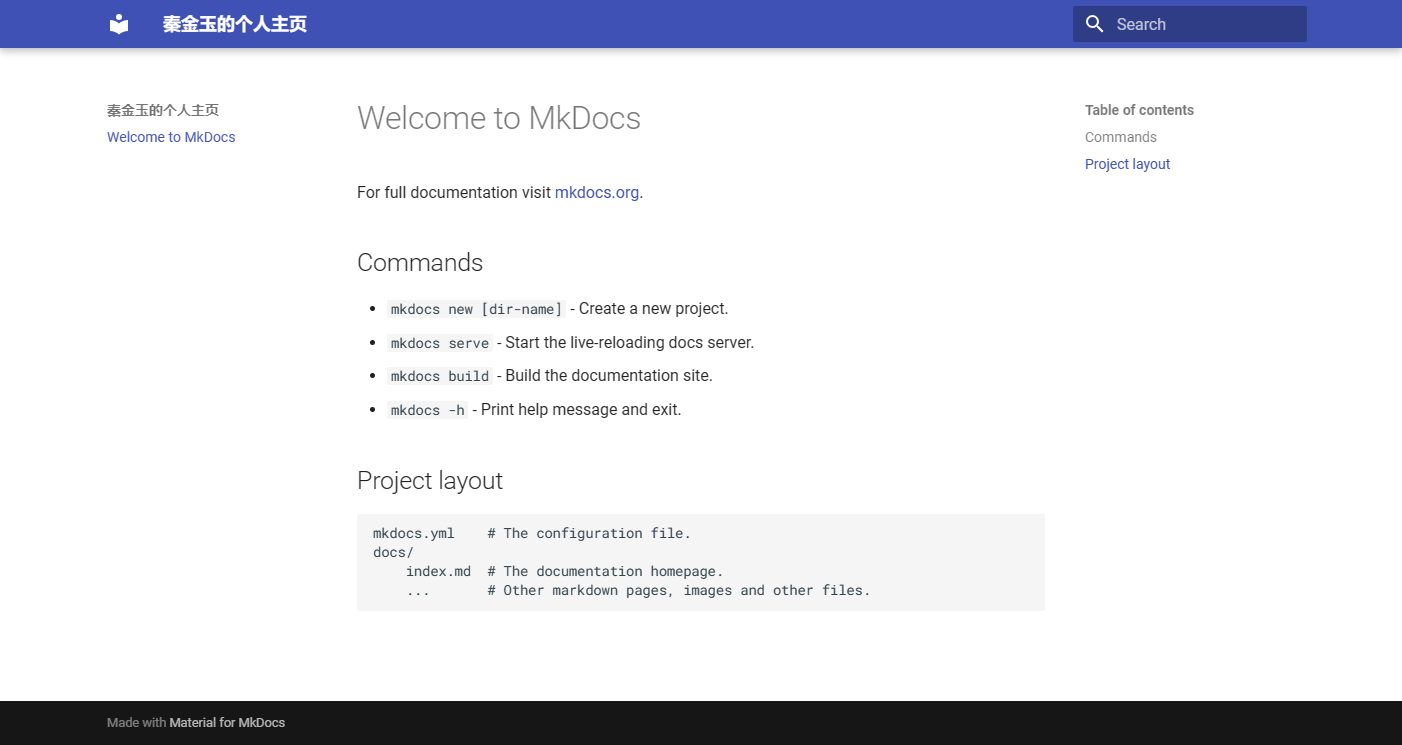 秦金玉的个人主页
Search
秦金玉的个人主页
Welcome to MkDocs
Welcome to MkDocs
For full documentation visit mkdocs.org.
Commands
mkdocs new [dir-name] - Create a new project.
mkdocs serve - Start the live-reloading docs server.
mkdocs build - Build the documentation site.
mkdocs -h - Print help message and exit.
Project layout
mkdocs.yml    # The configuration file.
docs/
    index.md  # The documentation homepage.
    ...       # Other markdown pages, images and other files.
Table of contents
Commands
Project layout
Made with Material for MkDocs